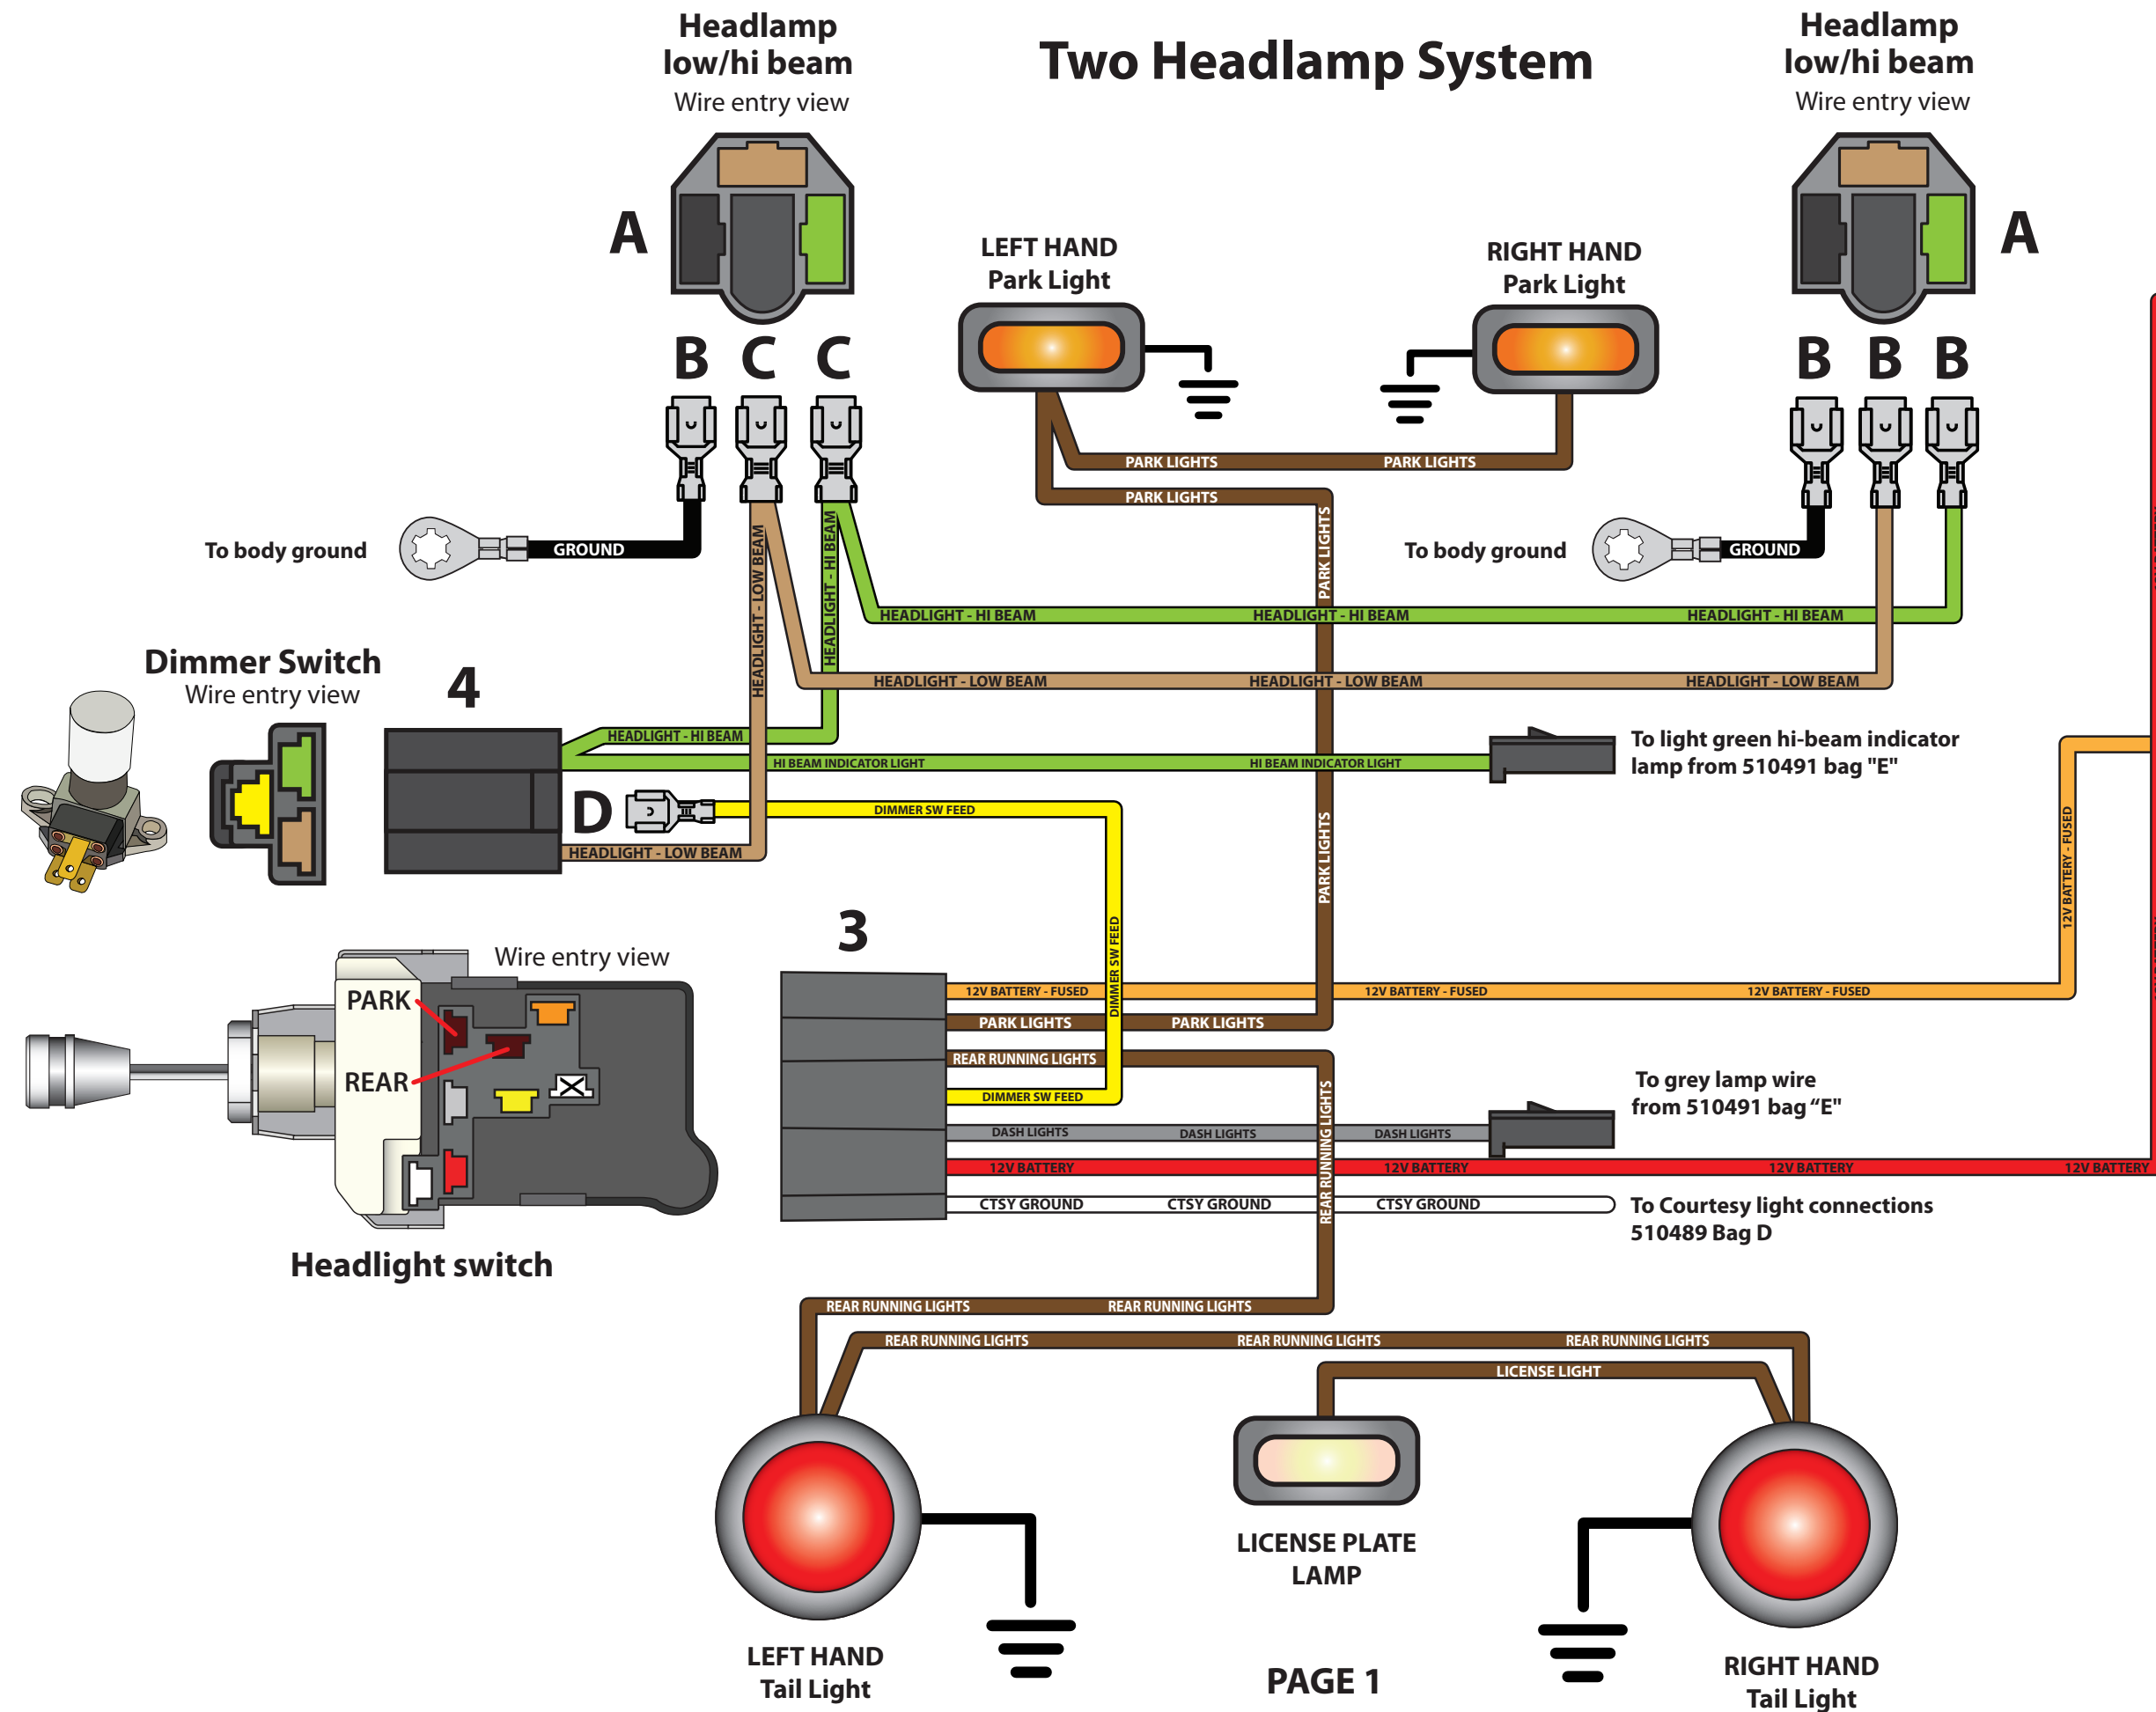 Two Headlamp System
Headlamp
low/hi beam
Wire entry view
A
B C C
Headlamp
low/hi beam
Wire entry view
A
B B B
LEFT HAND
Park Light
RIGHT HAND
Park Light
PARK LIGHTS PARK LIGHTS
PARK LIGHTS
PARK LIGHTS
PARK LIGHTS
To body ground
GROUND
To body ground
GROUND
HEADLIGHT - LOW BEAM
HEADLIGHT - HI BEAM
HEADLIGHT - HI BEAM HEADLIGHT - HI BEAM HEADLIGHT - HI BEAM
HEADLIGHT - LOW BEAM HEADLIGHT - LOW BEAM HEADLIGHT - LOW BEAM
Dimmer Switch
Wire entry view
4
HEADLIGHT - HI BEAM
HI BEAM INDICATOR LIGHT HI BEAM INDICATOR LIGHT
To light green hi-beam indicator
lamp from 510491 bag "E"
D
DIMMER SW FEED
HEADLIGHT - LOW BEAM
DIMMER SW FEED
12V BATTERY - FUSED
3
Wire entry view
PARK
REAR
Headlight switch
12V BATTERY - FUSED 12V BATTERY - FUSED 12V BATTERY - FUSED
PARK LIGHTS PARK LIGHTS
REAR RUNNING LIGHTS
DIMMER SW FEED
DASH LIGHTS DASH LIGHTS DASH LIGHTS
To grey lamp wire
from 510491 bag “E"
12V BATTERY 12V BATTERY 12V BATTERY 12V BATTERY
CTSY GROUND CTSY GROUND CTSY GROUND
To Courtesy light connections
510489 Bag D
REAR RUNNING LIGHTS
REAR RUNNING LIGHTS REAR RUNNING LIGHTS
REAR RUNNING LIGHTS REAR RUNNING LIGHTS REAR RUNNING LIGHTS
LICENSE LIGHT
LICENSE PLATE
LAMP
LEFT HAND
Tail Light
RIGHT HAND
Tail Light
PAGE 1